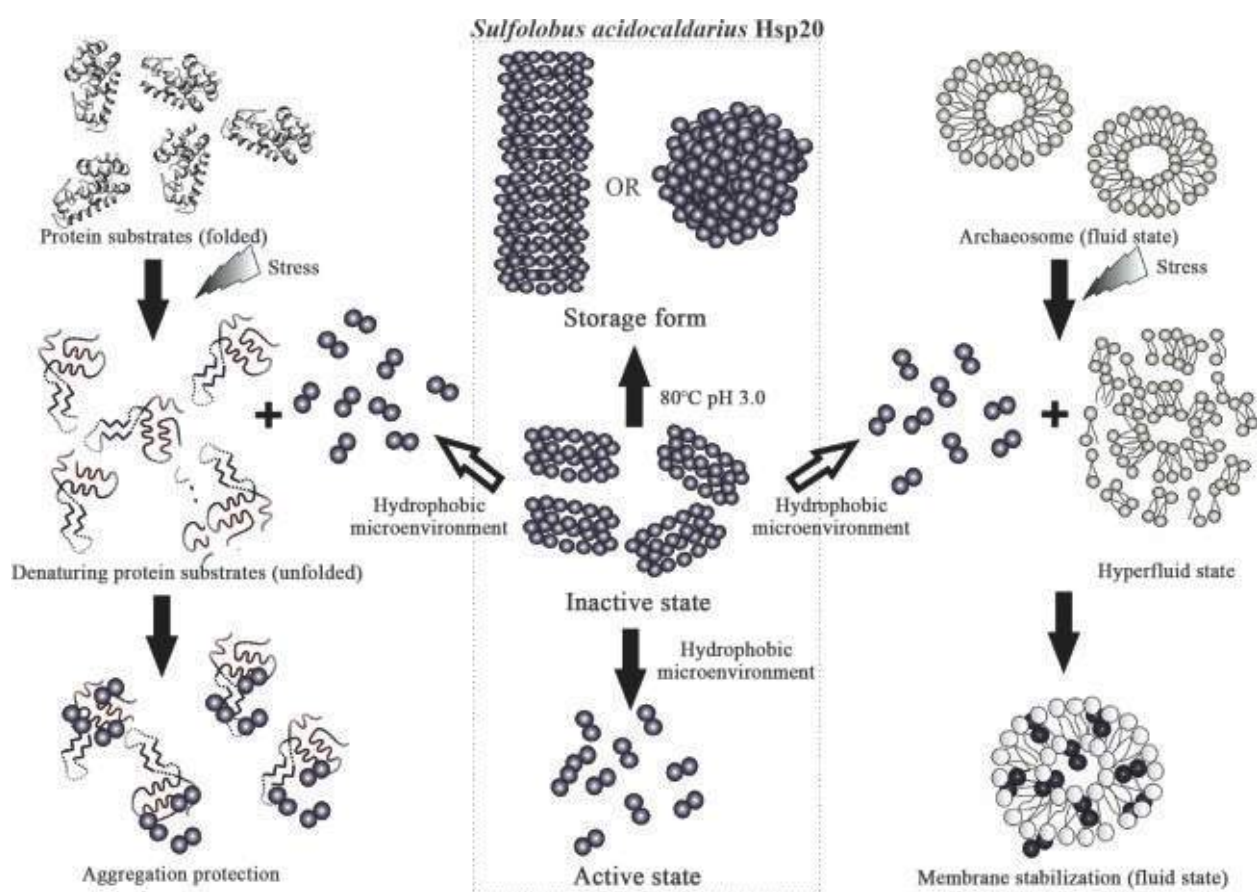 Sulfolobus acidocaldarius Hsp20
OR
Protein substrates (folded)
Archaeosome (fluid state)
Stress
Stress
Storage form
+
+
80°C pH 3.0
Hydrophobic
microenvironment
Hydrophobic
microenvironment
Denaturing protein substrates (unfolded)
Hyperfluid state
Inactive state
Hydrophobic
microenvironment
Aggregation protection
Active state
Membrane stabilization (fluid state)